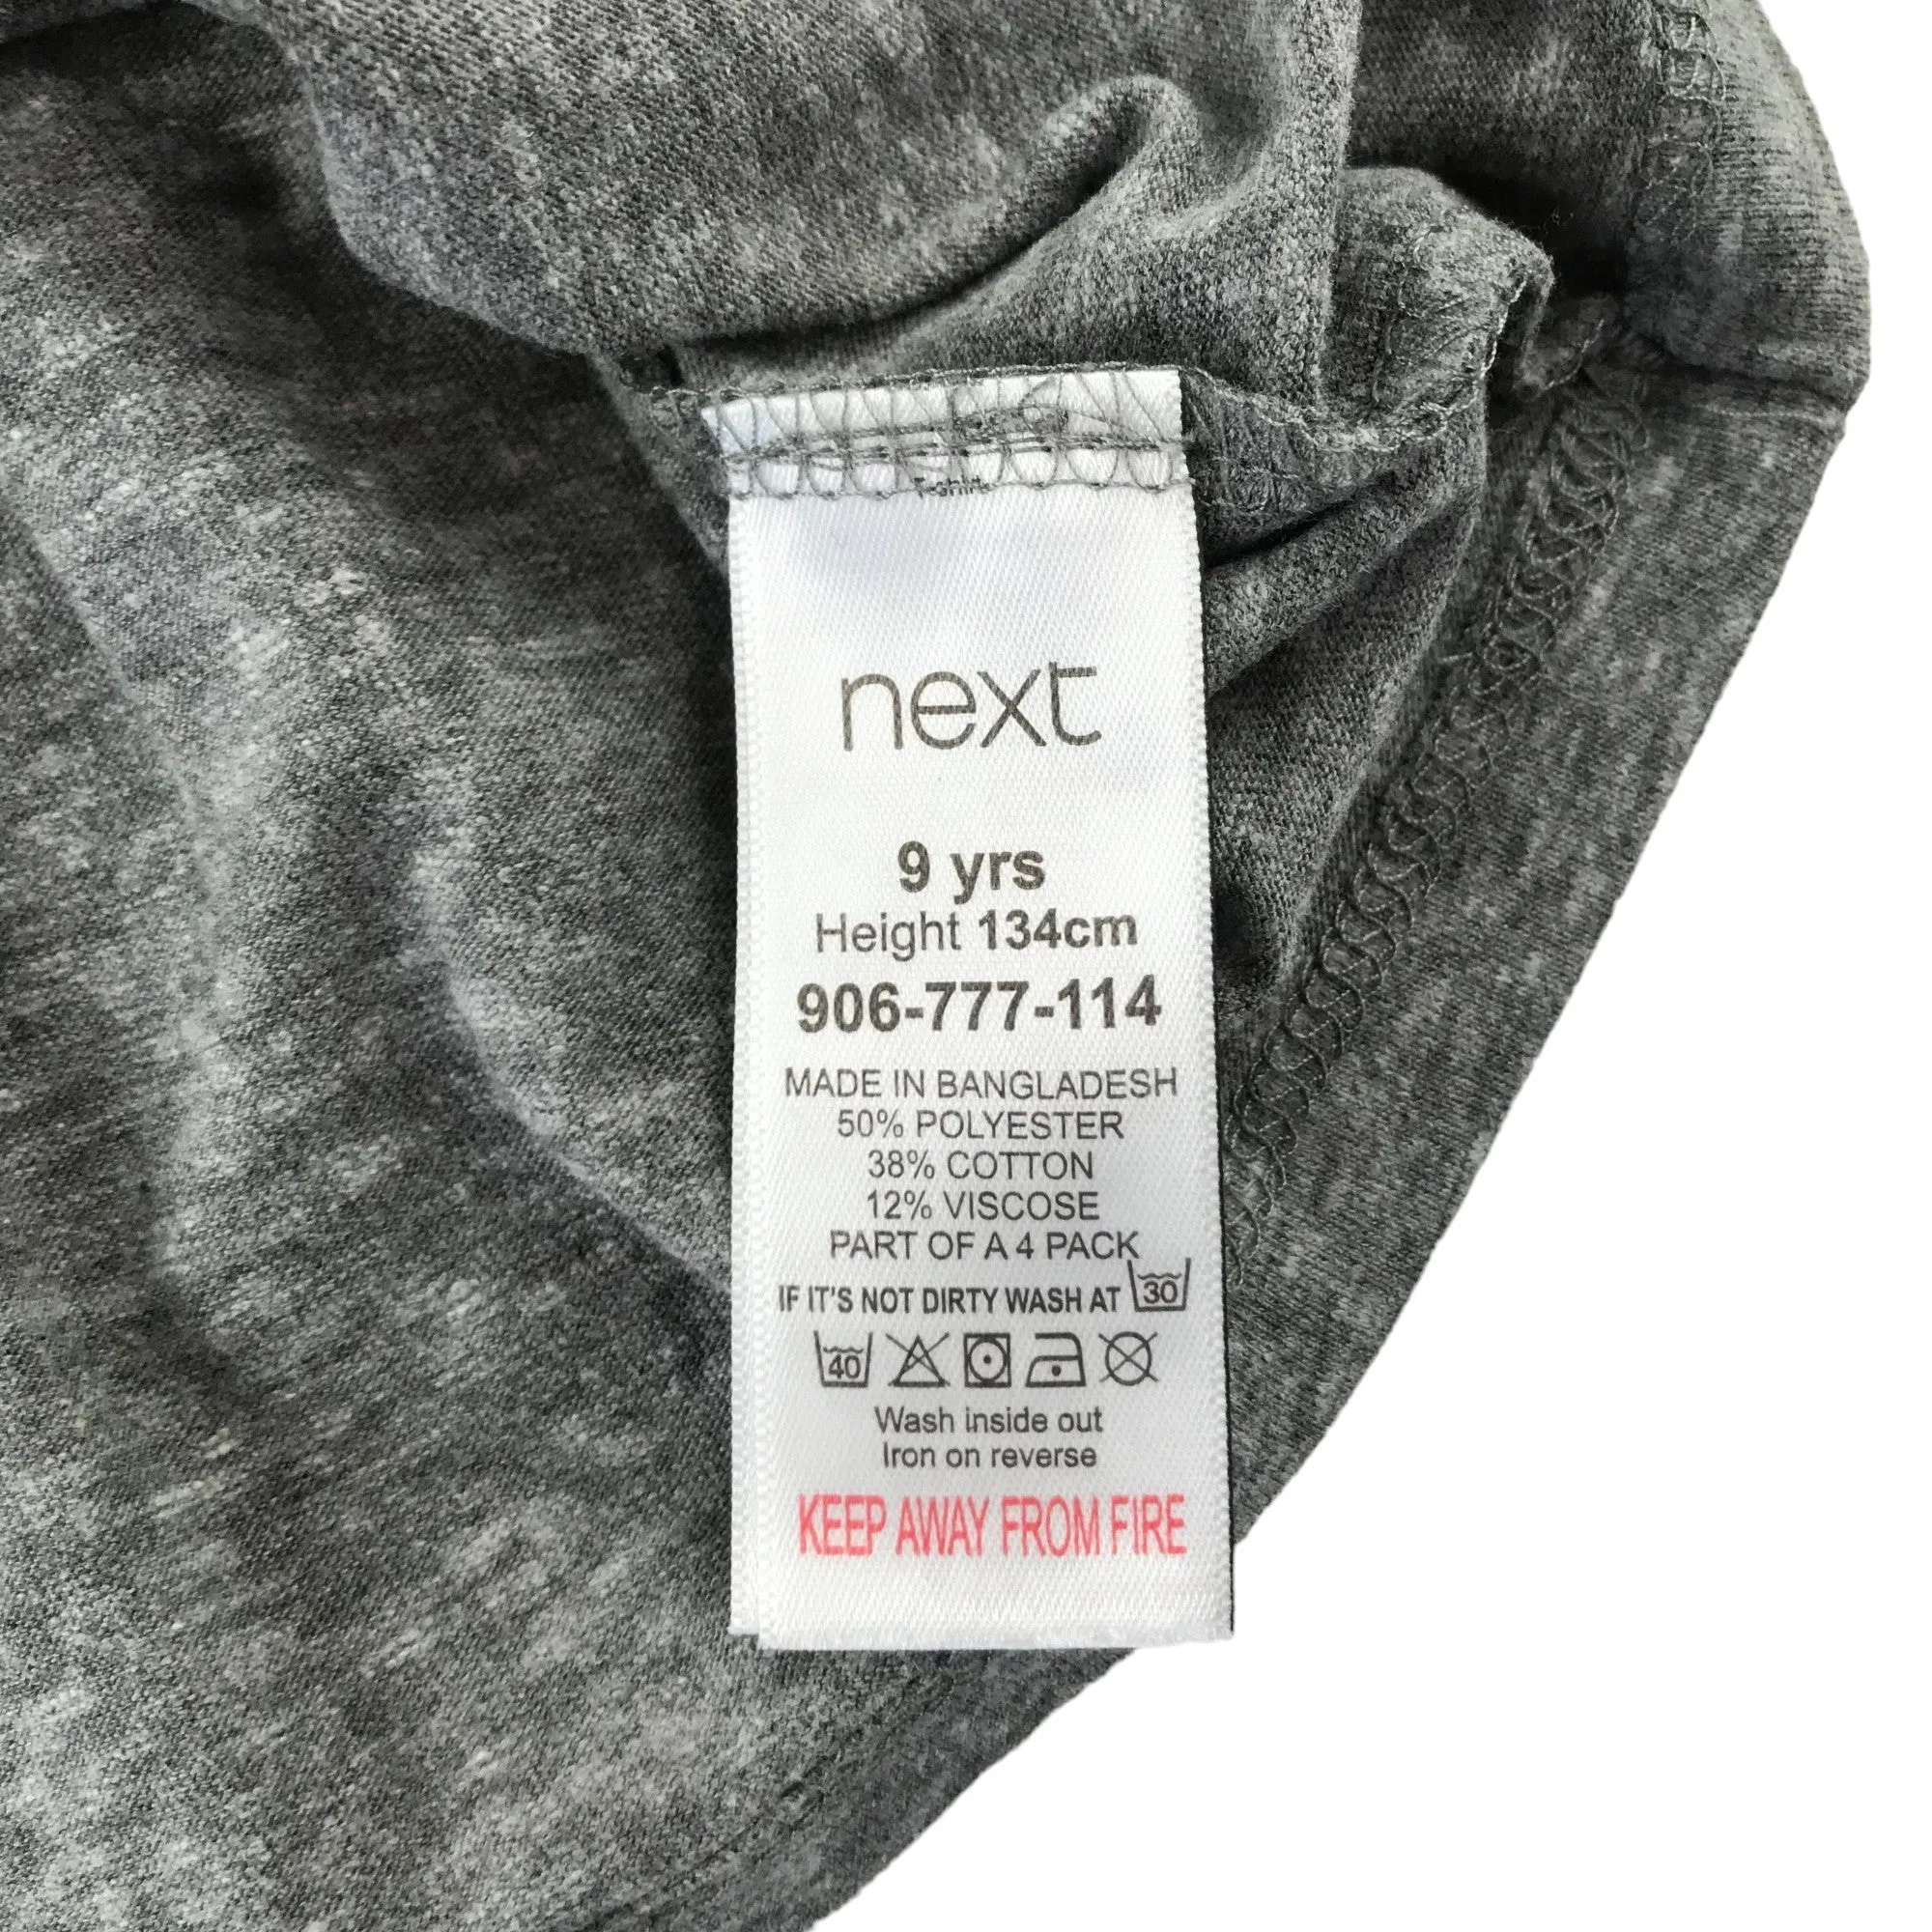 T-shirt
next
9 yrs
Height 134cm
906-777-114
MADE IN BANGLADESH
50% POLYESTER
38% COTTON
12% VISCOSE
PART OF A 4 PACK
IF IT'S NOT DIRTY WASH AT 30
40
Wash inside out
Iron on reverse
KEEP AWAY FROM FIRE